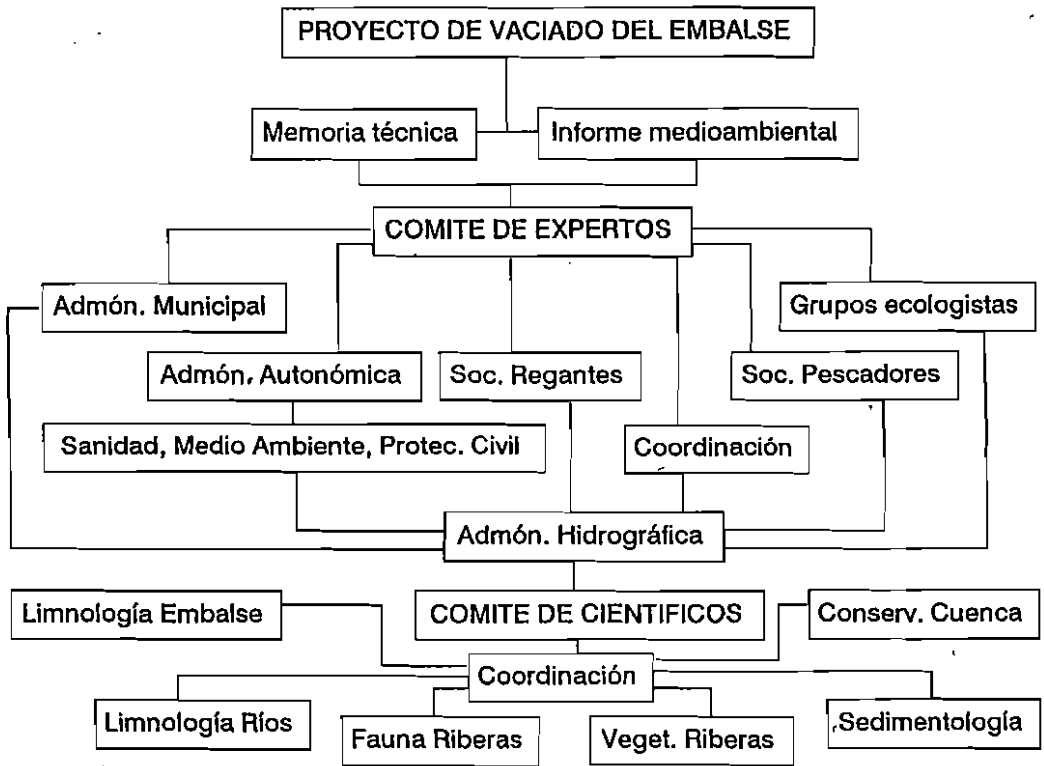 PROYECTO DE VACIADO DEL EMBALSE
Memoria técnica
Informe medioambiental
COMITE DE EXPERTOS
Admón. Municipal
Grupos ecologistas
Admón. Autonómica
Soc. Regantes
Soc. Pescadores
Sanidad, Medio Ambiente, Protec. Civil
Coordinación
Admón. Hidrográfica
Limnología Embalse
COMITE DE CIENTIFICOS
Conserv. Cuenca
Coordinación
Limnología Ríos
Fauna Riberas
Veget. Riberas
Sedimentología